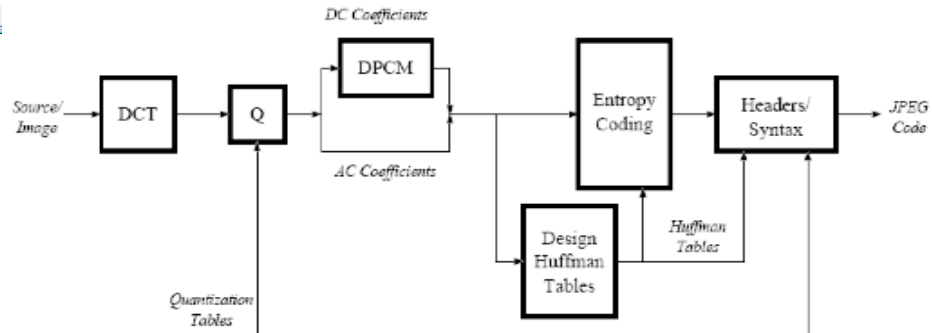 DC Coefficients
DPCM
Source/
Image
DCT
Q
Entropy
Coding
Headers/
Syntax
JPEG
Code
AC Coefficients
Design
Huffman
Tables
Huffman
Tables
Quantization
Tables